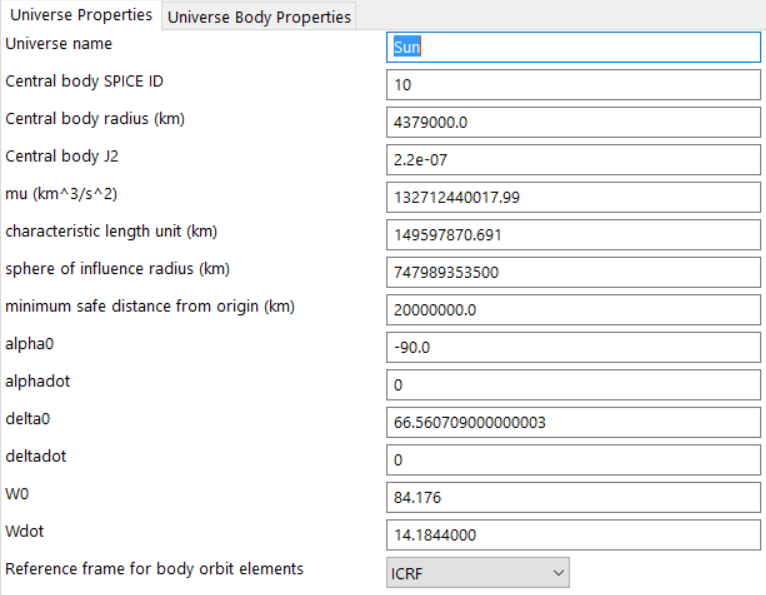 Universe Properties Universe Body Properties
Universe name Sun
Central body SPICE ID 10
Central body radius (km) 4379000.0
Central body J2 2.2e-07
mu (km^3/s^2) 132712440017.99
characteristic length unit (km) 149597870.691
sphere of influence radius (km) 747989353500
minimum safe distance from origin (km) 20000000.0
alpha0 -90.0
alphadot 0
delta0 66.560709000000003
deltadot 0
W0 84.176
Wdot 14.1844000
Reference frame for body orbit elements ICRF